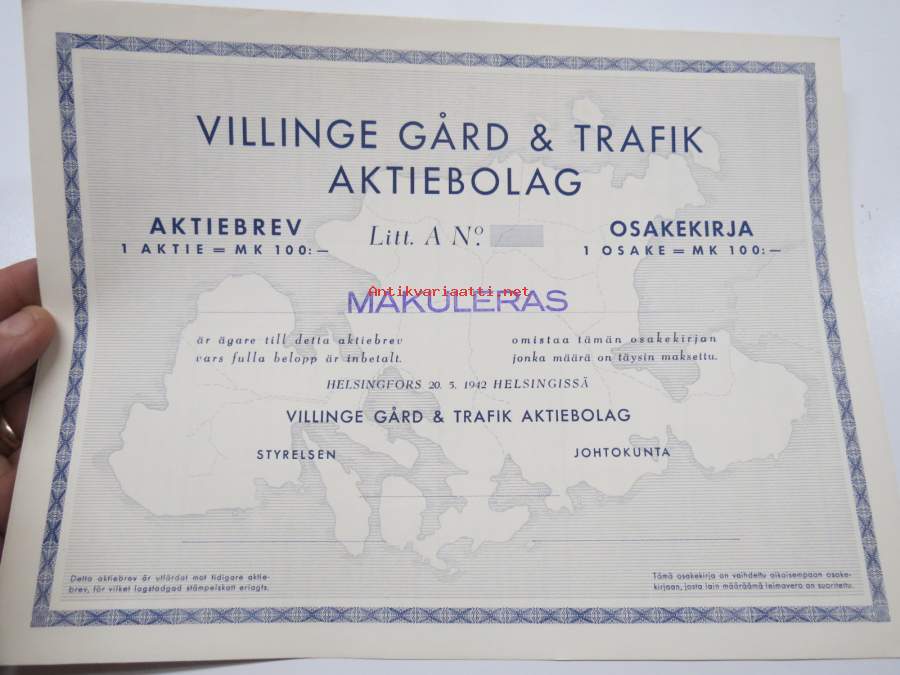 VILLINGE GÅRD & TRAFIK
AKTIEBOLAG
AKTIEBREV
1 AKTIE = MK 100:—
Litt. A Nº.
OSAKEKIRJA
1 OSAKE = MK 100:—
Antikvariaatti.net
MAKULERAS
är ägare till detta aktiebrev
vars fulla belopp är inbetalt.
omistaa tämän osakekirjan
jonka määrä on täysin maksettu.
HELSINGFORS 20. 5. 1942 HELSINGISSÄ
VILLINGE GÅRD & TRAFIK AKTIEBOLAG
STYRELSEN
JOHTOKUNTA
Detta aktiebrev är utfärdat mot tidigare aktie-
brev, för vilket lagstadgad stämpelskatt erlagts.
Tämä osakekirja on vaihdettu aikaisempaan osake-
kirjaan, josta lain määräämä leimavero on suoritettu.